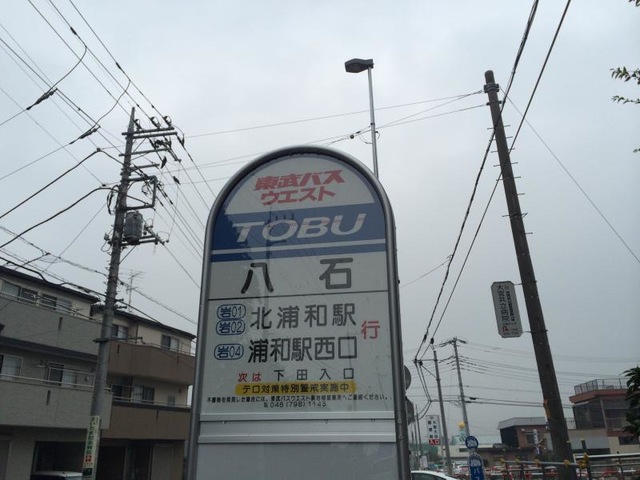 東武バス
ウエスト
TOBU
八石
岩01
岩02 北浦和駅
岩04 浦和駅西口
行
次は 下田入口
テロ対策特別警戒実施中